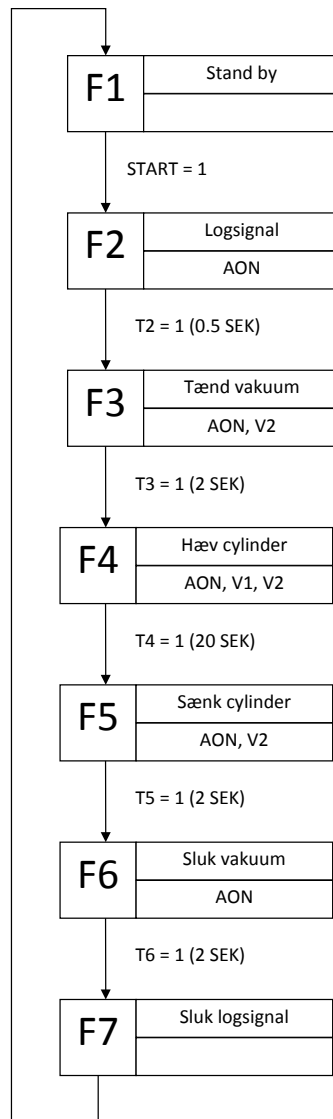 F1
Stand by
START = 1
F2
Logsignal
AON
T2 = 1 (0.5 SEK)
F3
Tænd vakuum
AON, V2
T3 = 1 (2 SEK)
F4
Hæv cylinder
AON, V1, V2
T4 = 1 (20 SEK)
F5
Sænk cylinder
AON, V2
T5 = 1 (2 SEK)
F6
Sluk vakuum
AON
T6 = 1 (2 SEK)
F7
Sluk logsignal